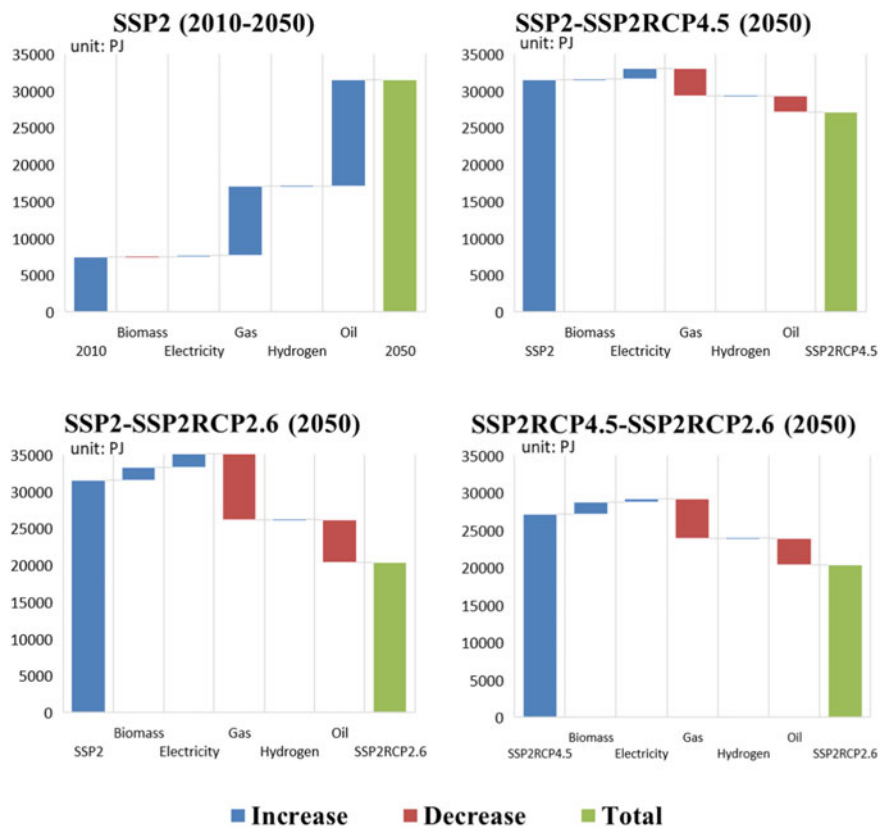 SSP2 (2010-2050)
unit: PJ
35000
30000
25000
20000
15000
10000
5000
0
Biomass Gas Oil
2010 Electricity Hydrogen 2050
SSP2-SSP2RCP4.5 (2050)
unit: PJ
35000
30000
25000
20000
15000
10000
5000
0
Biomass Gas Oil
SSP2 Electricity Hydrogen SSP2RCP4.5
SSP2-SSP2RCP2.6 (2050)
unit: PJ
35000
30000
25000
20000
15000
10000
5000
0
Biomass Gas Oil
SSP2 Electricity Hydrogen SSP2RCP2.6
SSP2RCP4.5-SSP2RCP2.6 (2050)
unit: PJ
35000
30000
25000
20000
15000
10000
5000
0
Biomass Gas Oil
SSP2RCP4.5 Electricity Hydrogen SSP2RCP2.6
Increase Decrease Total